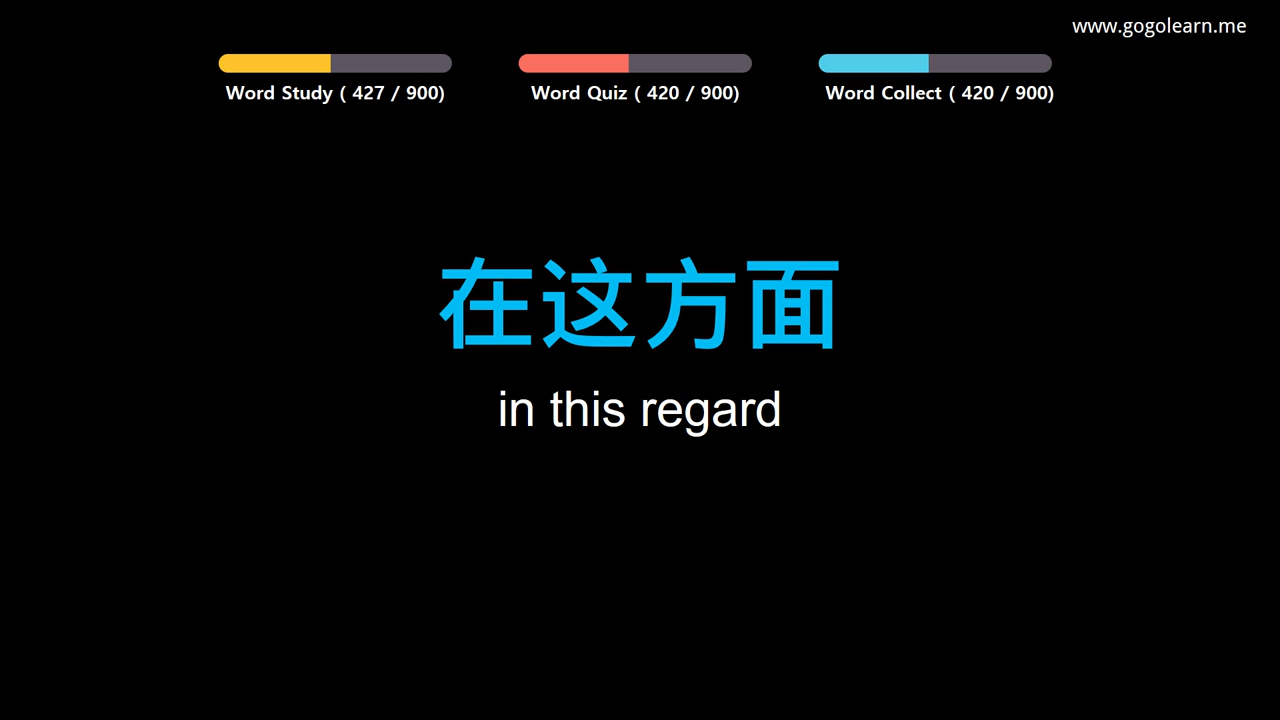 www.gogolearn.me
Word Study ( 427 / 900)
Word Quiz ( 420 / 900)
Word Collect ( 420 / 900)
在这方面
in this regard